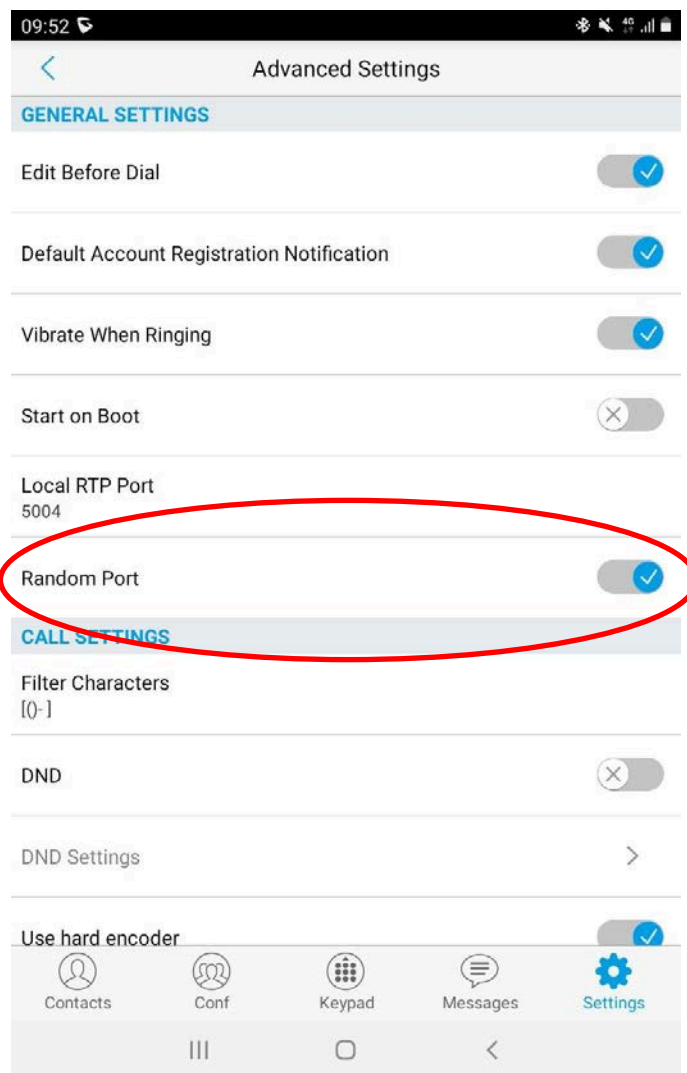 09:52
4G
Advanced Settings
GENERAL SETTINGS
Edit Before Dial
Default Account Registration Notification
Vibrate When Ringing
Start on Boot
Local RTP Port
5004
Random Port
CALL SETTINGS
Filter Characters
[()- ]
DND
DND Settings
Use hard encoder
Contacts Conf Keypad Messages Settings